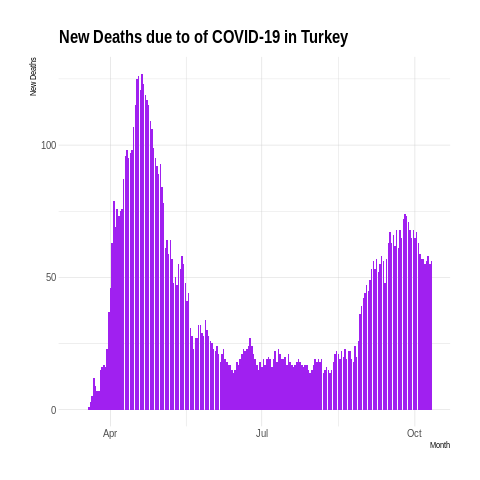 New Deaths due to of COVID-19 in Turkey
New Deaths
100
50
0
Apr
Jul
Oct
Month